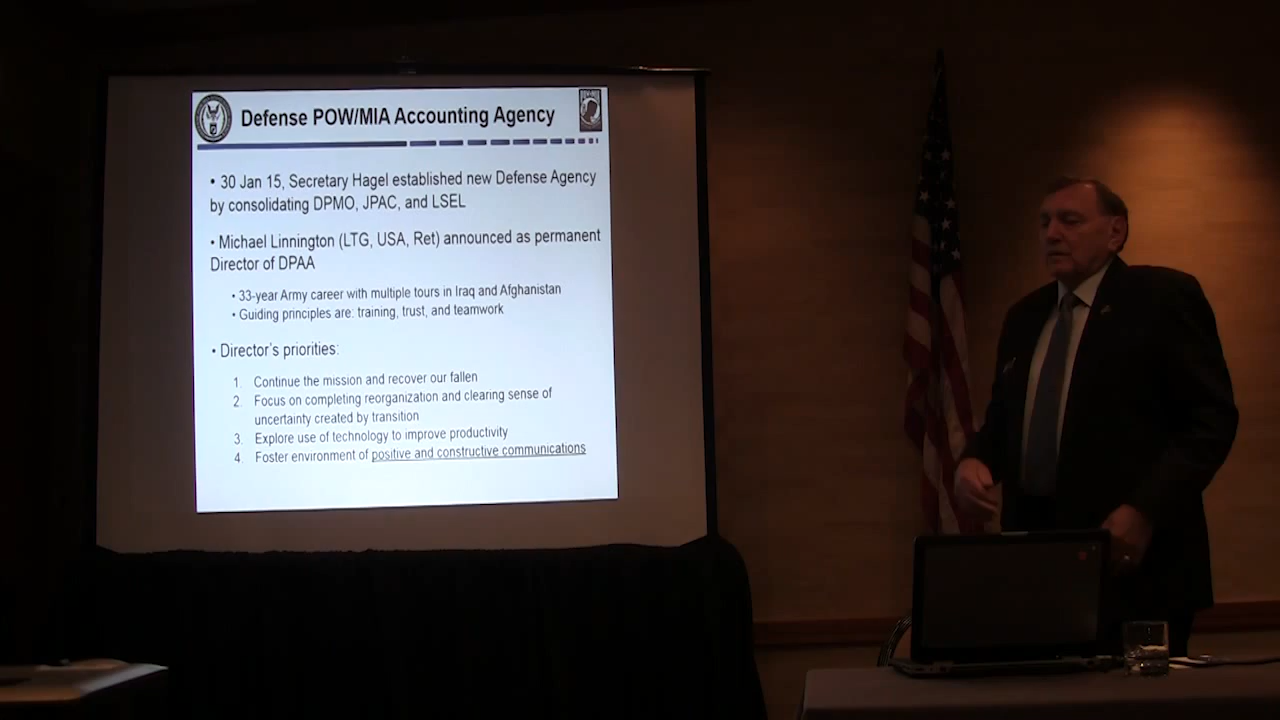 Defense POW/MIA Accounting Agency
• 30 Jan 15, Secretary Hagel established new Defense Agency
by consolidating DPMO, JPAC, and LSEL
• Michael Linnington (LTG, USA, Ret) announced as permanent
Director of DPAA
• 33-year Army career with multiple tours in Iraq and Afghanistan
• Guiding principles are: training, trust, and teamwork
• Director's priorities:
1. Continue the mission and recover our fallen
2. Focus on completing reorganization and clearing sense of
uncertainty created by transition
3. Explore use of technology to improve productivity
4. Foster environment of positive and constructive communications